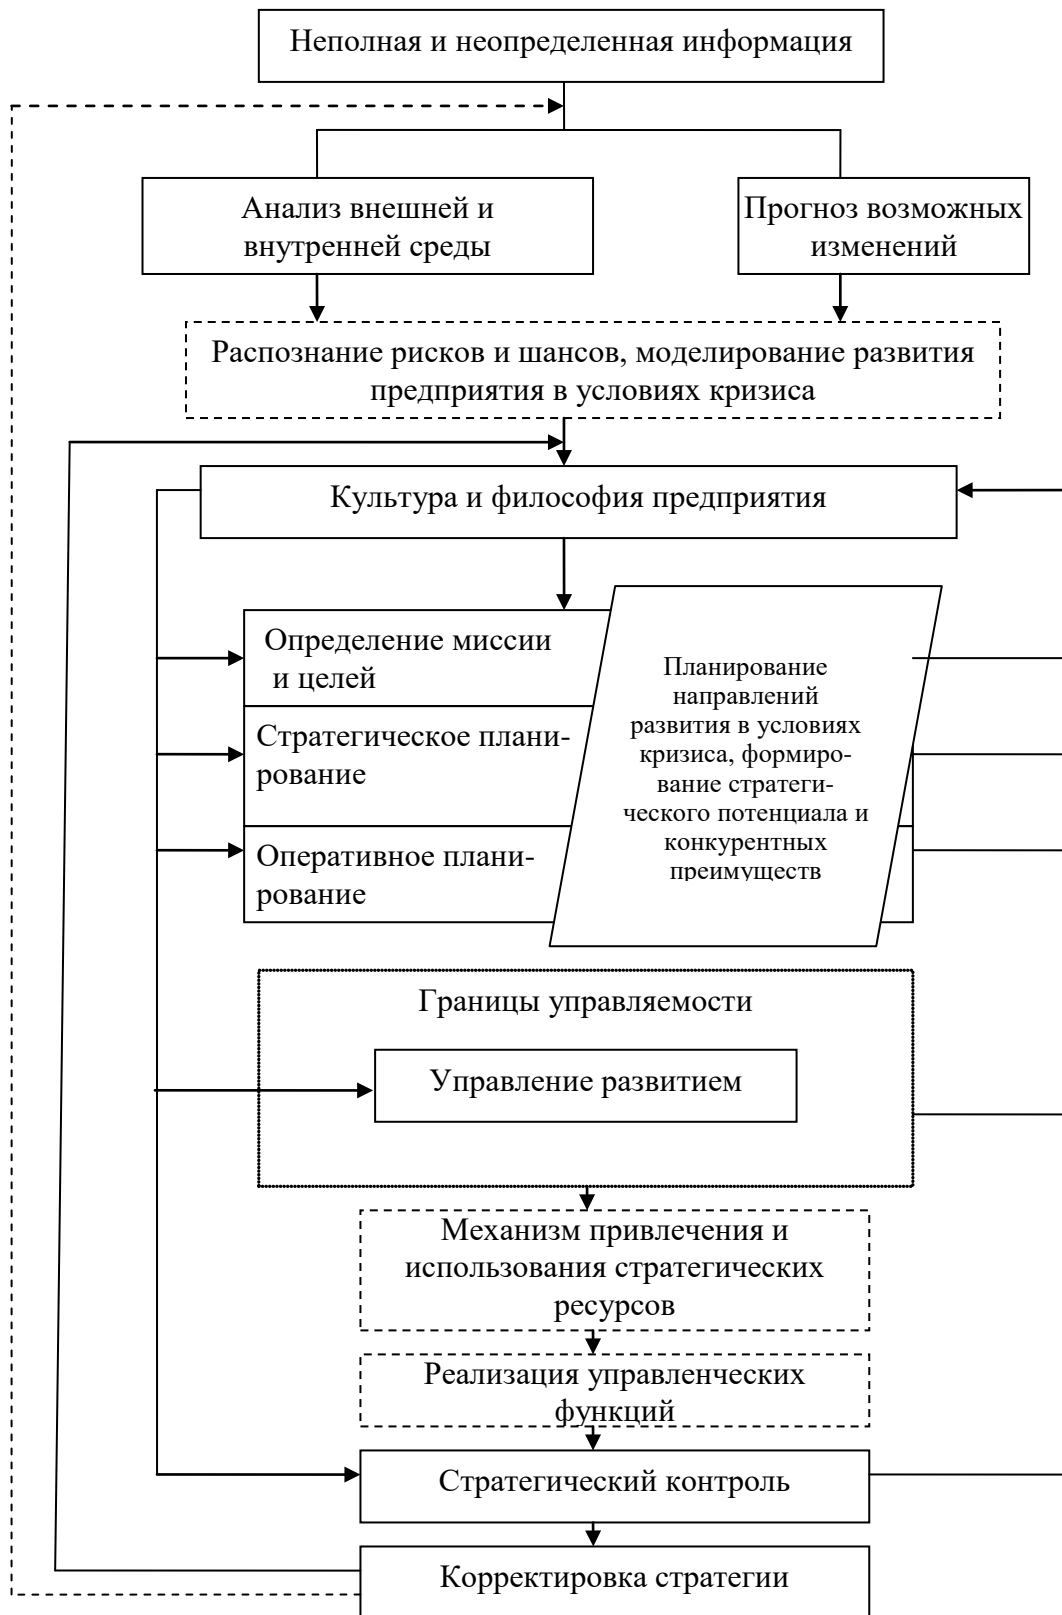 Неполная и неопределенная информация
Анализ внешней и
внутренней среды
Прогноз возможных
изменений
Распознание рисков и шансов, моделирование развития
предприятия в условиях кризиса
Культура и философия предприятия
Определение миссии
и целей
Стратегическое плани-
рование
Оперативное плани-
рование
Планирование
направлений
развития в условиях
кризиса, формиро-
вание стратеги-
ческого потенциала и
конкурентных
преимуществ
Границы управляемости
Управление развитием
Механизм привлечения и
использования стратегических
ресурсов
Реализация управленческих
функций
Стратегический контроль
Корректировка стратегии